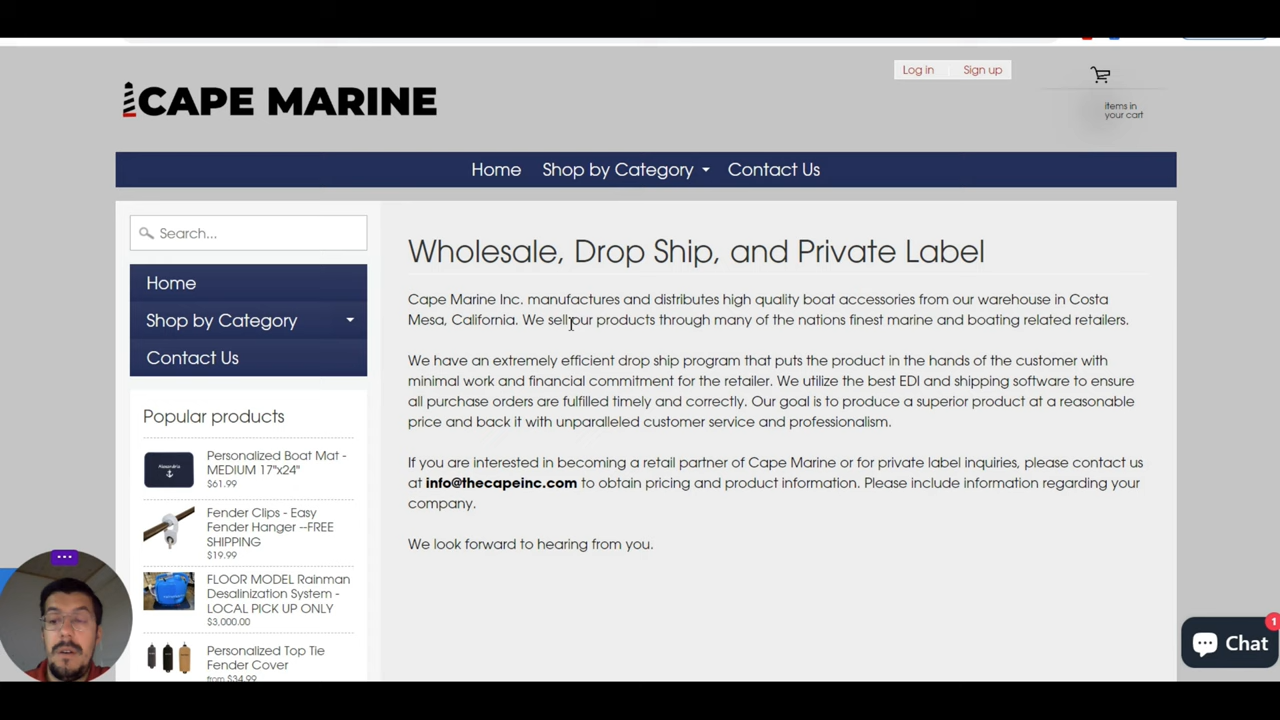 Log in
Sign up
CAPE MARINE
items in
your cart
Home
Shop by Category
Contact Us
Search...
Home
Shop by Category
Contact Us
Popular products
Personalized Boat Mat -
MEDIUM 17"x24"
$61.99
Fender Clips - Easy
Fender Hanger --FREE
SHIPPING
$19.99
FLOOR MODEL Rainman
Desalinization System -
LOCAL PICK UP ONLY
$3,000.00
Personalized Top Tie
Fender Cover
from $34.99
Wholesale, Drop Ship, and Private Label
Cape Marine Inc. manufactures and distributes high quality boat accessories from our warehouse in Costa
Mesa, California. We sell our products through many of the nations finest marine and boating related retailers.
We have an extremely efficient drop ship program that puts the product in the hands of the customer with
minimal work and financial commitment for the retailer. We utilize the best EDI and shipping software to ensure
all purchase orders are fulfilled timely and correctly. Our goal is to produce a superior product at a reasonable
price and back it with unparalleled customer service and professionalism.
If you are interested in becoming a retail partner of Cape Marine or for private label inquiries, please contact us
at info@thecapeinc.com to obtain pricing and product information. Please include information regarding your
company.
We look forward to hearing from you.
1
Chat